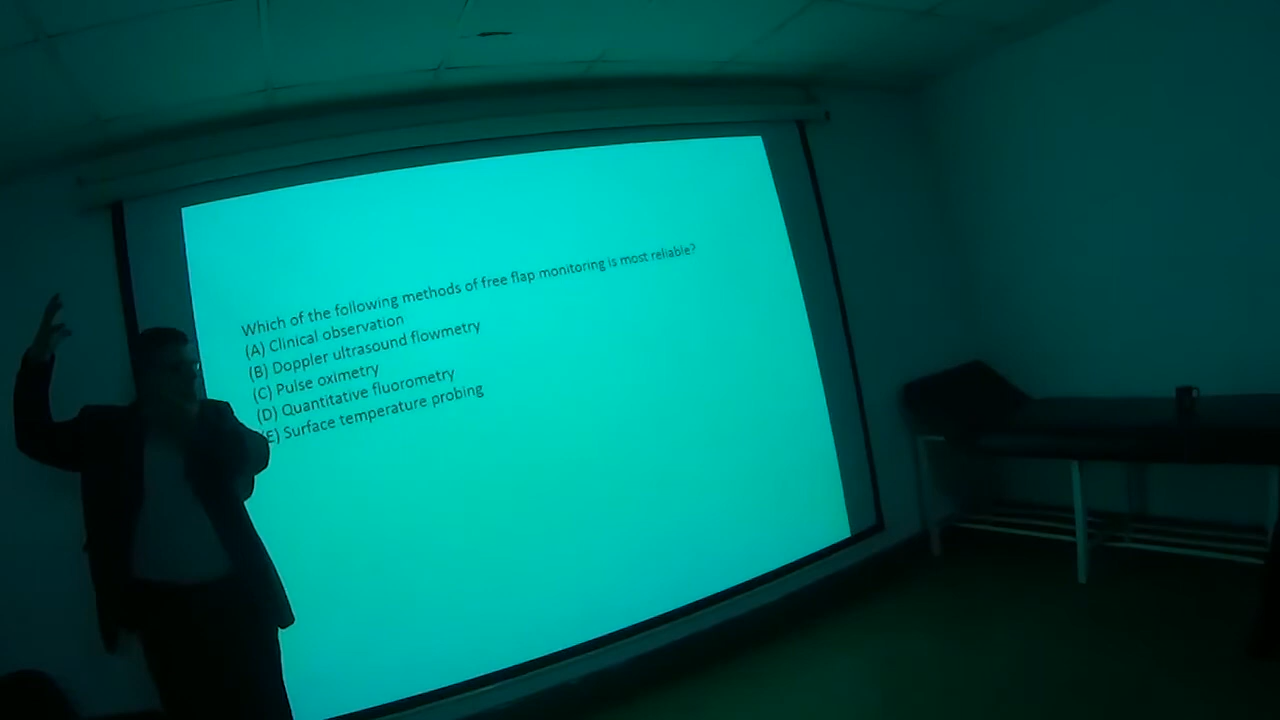 Which of the following methods of free flap monitoring is most reliable?
(A) Clinical observation
(B) Doppler ultrasound flowmetry
(C) Pulse oximetry
(D) Quantitative fluorometry
(E) Surface temperature probing